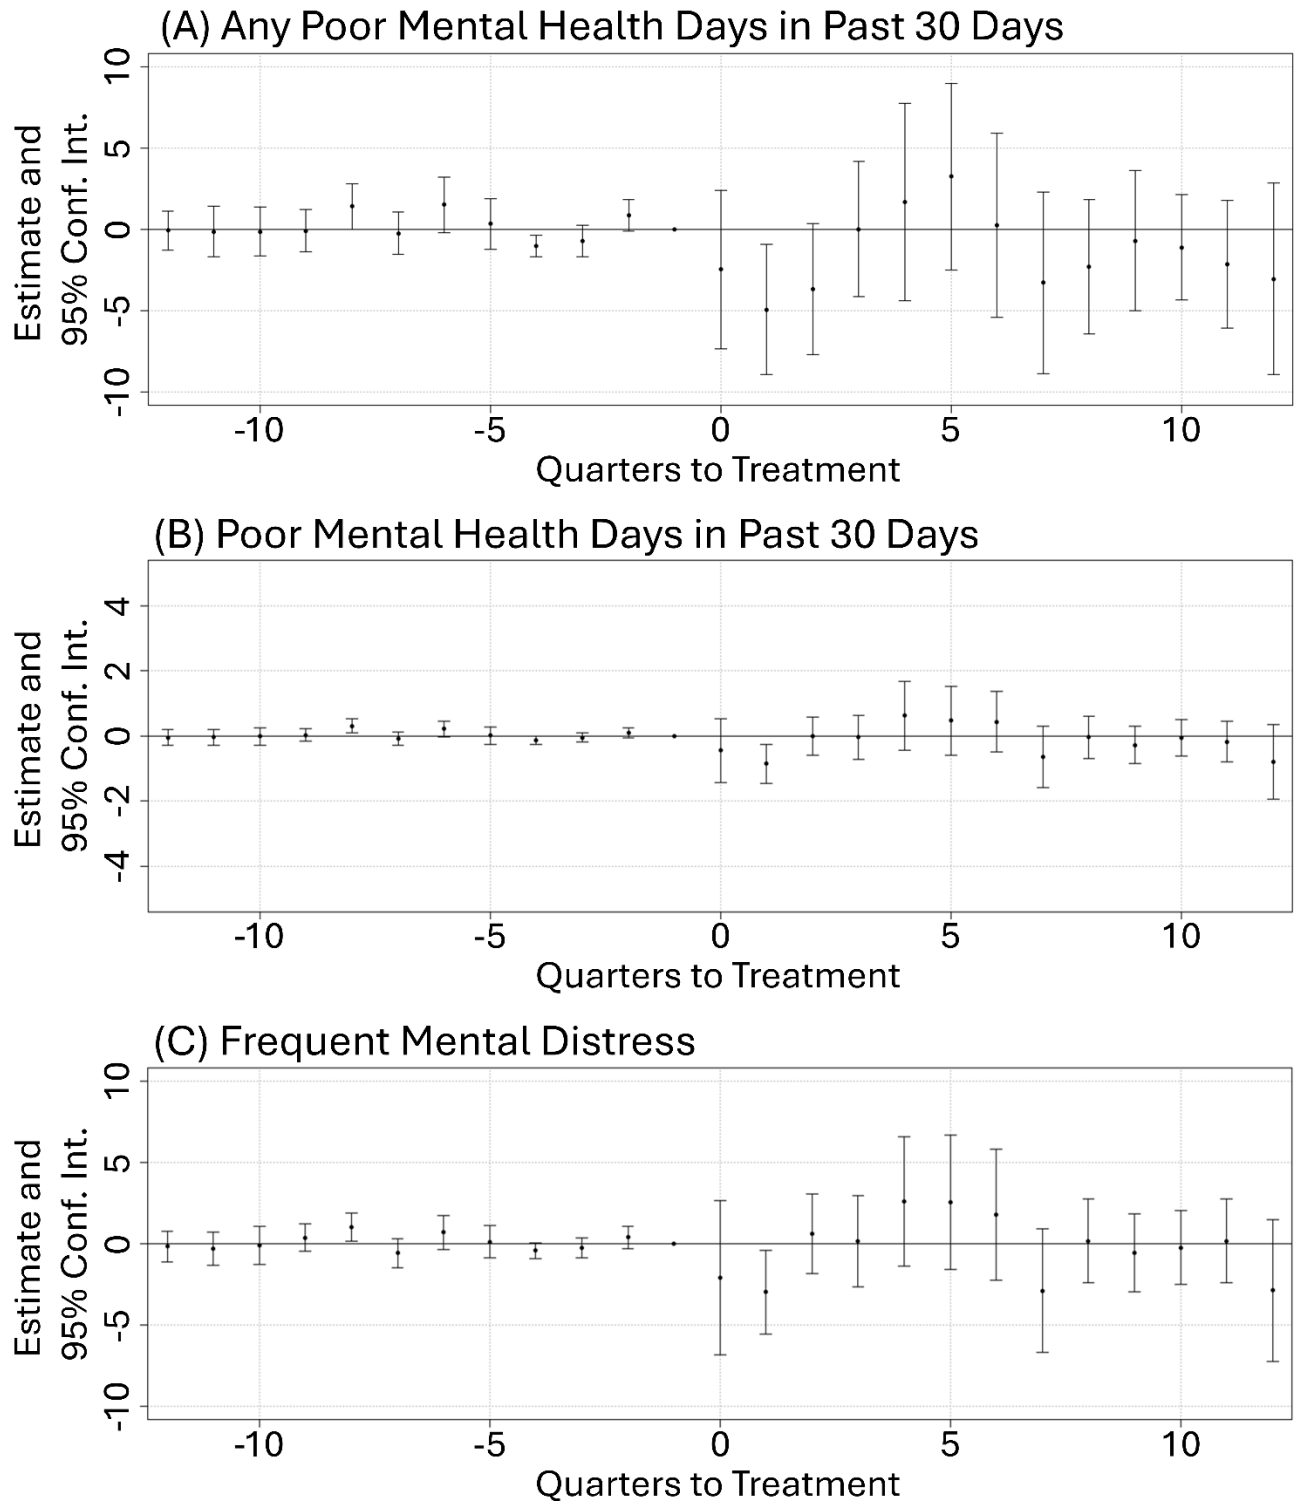 (A) Any Poor Mental Health Days in Past 30 Days
Estimate and
95% Conf. Int.
10
5
0
-5
-10
-10 -5 0 5 10
Quarters to Treatment
(B) Poor Mental Health Days in Past 30 Days
Estimate and
95% Conf. Int.
4
2
0
-2
-4
-10 -5 0 5 10
Quarters to Treatment
(C) Frequent Mental Distress
Estimate and
95% Conf. Int.
10
5
0
-5
-10
-10 -5 0 5 10
Quarters to Treatment